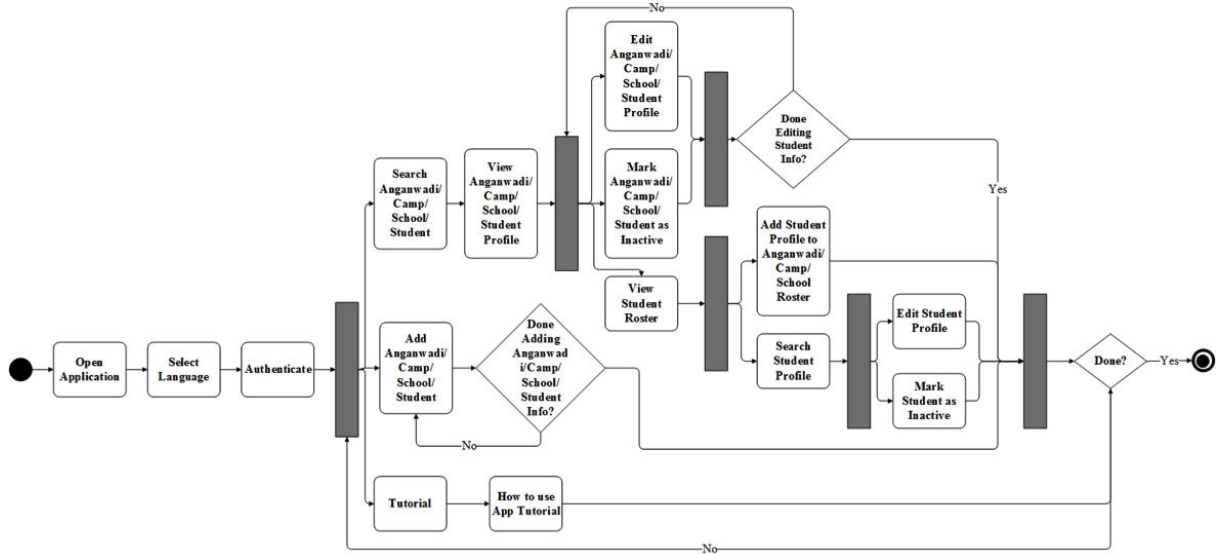 No
Edit
Anganwadi/
Camp/
School/
Student
Profile
Done
Editing
Student
Info?
Search
Anganwadi/
Camp/
School/
Student
View
Anganwadi/
Camp/
School/
Student
Profile
Mark
Anganwadi/
Camp/
School/
Student as
Inactive
Yes
Add Student
Profile to
Anganwadi/
Camp/
School
Roster
View
Student
Roster
Edit Student
Profile
Search
Student
Profile
Mark
Student as
Inactive
Open
Application
Select
Language
Authenticate
Add
Anganwadi/
Camp/
School/
Student
Done
Adding
Anganwad
i/Camp/
School/
Student
Info?
No
Done?
Yes
Tutorial
How to use
App Tutorial
No